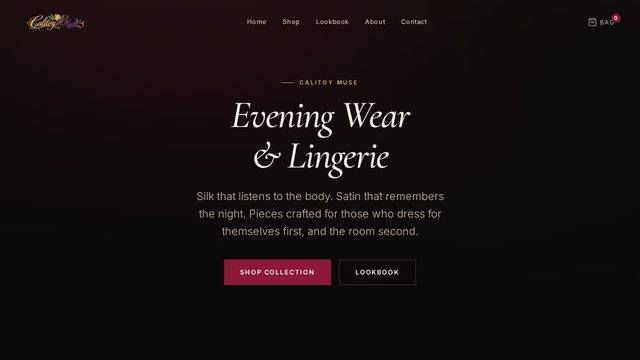 Calitoy
Home
Shop
Lookbook
About
Contact
BAG
0
CALITOY MUSE
Evening Wear
& Lingerie
Silk that listens to the body. Satin that remembers
the night. Pieces crafted for those who dress for
themselves first, and the room second.
SHOP COLLECTION
LOOKBOOK